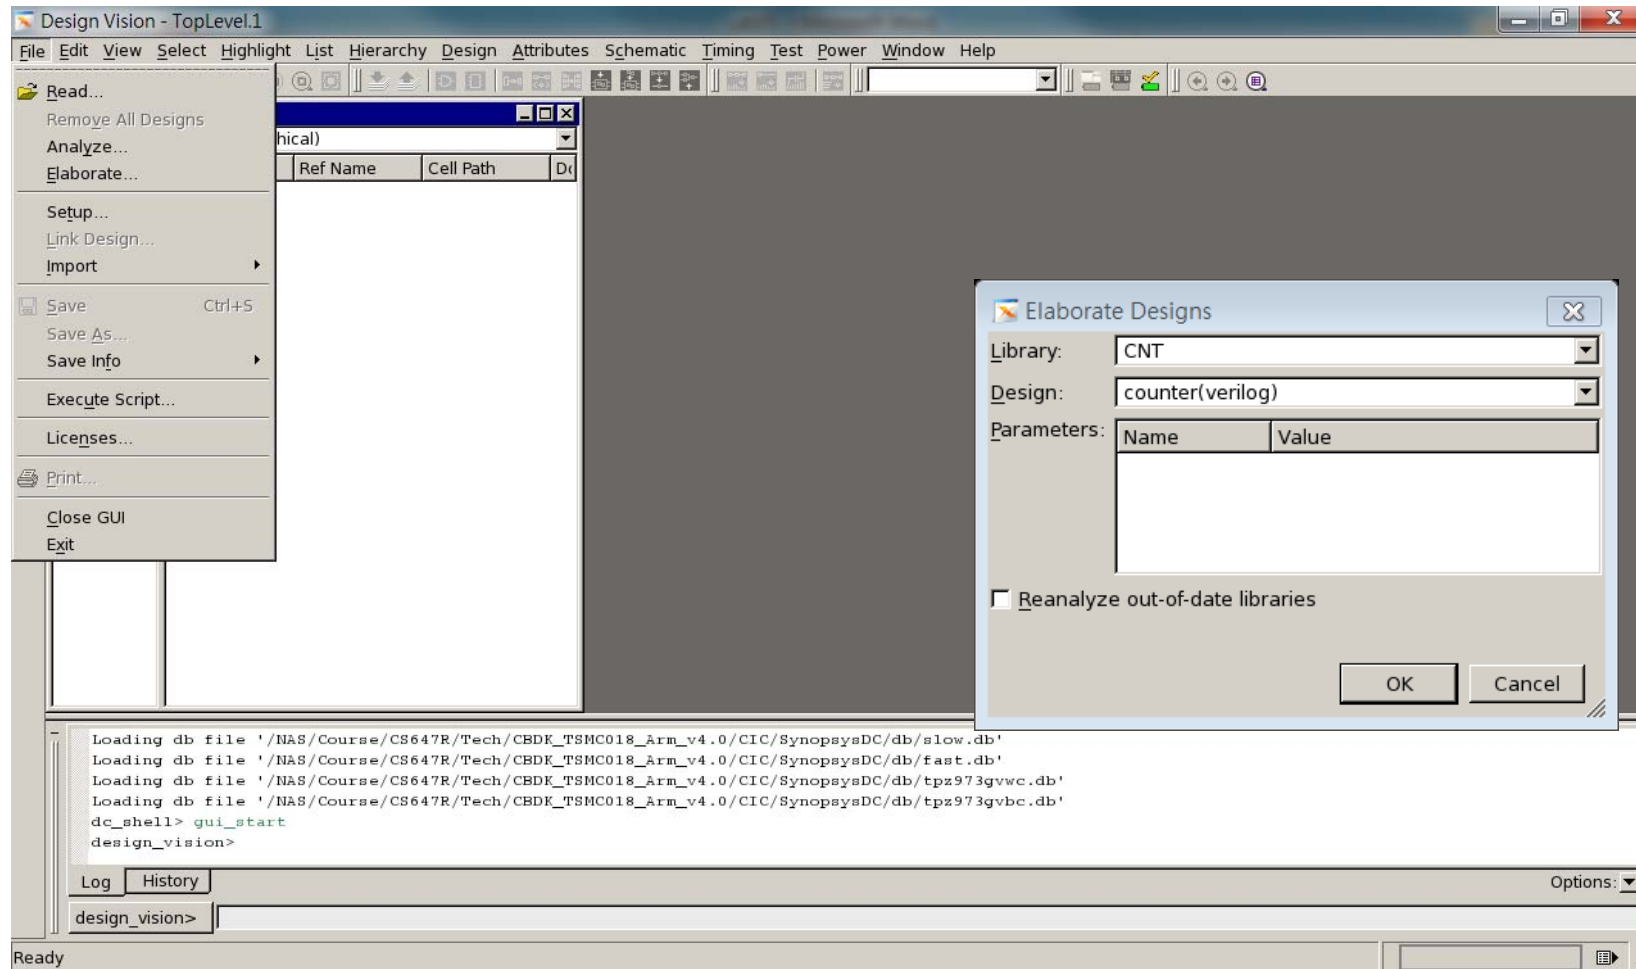 Design Vision - TopLevel.1
File Edit View Select Highlight List Hierarchy Design Attributes Schematic Timing Test Power Window Help
Read...
Remove All Designs
Analyze...
Elaborate...
Setup...
Link Design...
Import
Save Ctrl+S
Save As...
Save Info
Execute Script...
Licenses...
Print...
Close GUI
Exit
hical)
Ref Name Cell Path
Elaborate Designs
Library: CNT
Design: counter(verilog)
Parameters: Name Value
Reanalyze out-of-date libraries
OK Cancel
Loading db file '/NAS/Course/CS647R/Tech/CBDK_TSMC018_Arm_v4.0/CIC/SynopsysDC/db/slow.db'
Loading db file '/NAS/Course/CS647R/Tech/CBDK_TSMC018_Arm_v4.0/CIC/SynopsysDC/db/fast.db'
Loading db file '/NAS/Course/CS647R/Tech/CBDK_TSMC018_Arm_v4.0/CIC/SynopsysDC/db/tpz973gvwc.db'
Loading db file '/NAS/Course/CS647R/Tech/CBDK_TSMC018_Arm_v4.0/CIC/SynopsysDC/db/tpz973gvbc.db'
dc_shell> gui_start
design_vision>
Log History Options:
design_vision>
Ready